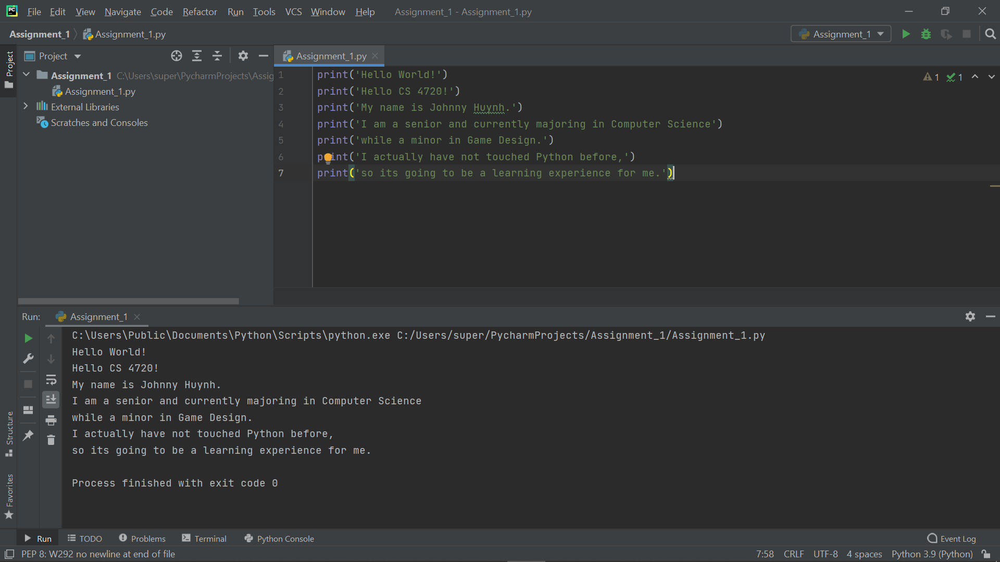 PC File Edit View Navigate Code Refactor Run Tools VCS Window Help Assignment_1 - Assignment_1.py
Assignment_1 Assignment_1.py Assignment_1
Project
Project
Assignment_1.py
Assignment_1 C:\Users\super\PycharmProjects\Assig
Assignment_1.py
External Libraries
Scratches and Consoles
1 print('Hello World!')
2 print('Hello CS 4720!')
3 print('My name is Johnny Huynh.')
4 print('I am a senior and currently majoring in Computer Science')
5 print('while a minor in Game Design.')
6 print('I actually have not touched Python before,')
7 print('so its going to be a learning experience for me.')
1 1
Run: Assignment_1
C:\Users\Public\Documents\Python\Scripts\python.exe C:/Users/super/PycharmProjects/Assignment_1/Assignment_1.py
Hello World!
Hello CS 4720!
My name is Johnny Huynh.
I am a senior and currently majoring in Computer Science
while a minor in Game Design.
I actually have not touched Python before,
so its going to be a learning experience for me.
Process finished with exit code 0
Structure
Favorites
Run TODO Problems Terminal Python Console Event Log
PEP 8: W292 no newline at end of file 7:58 CRLF UTF-8 4 spaces Python 3.9 (Python)